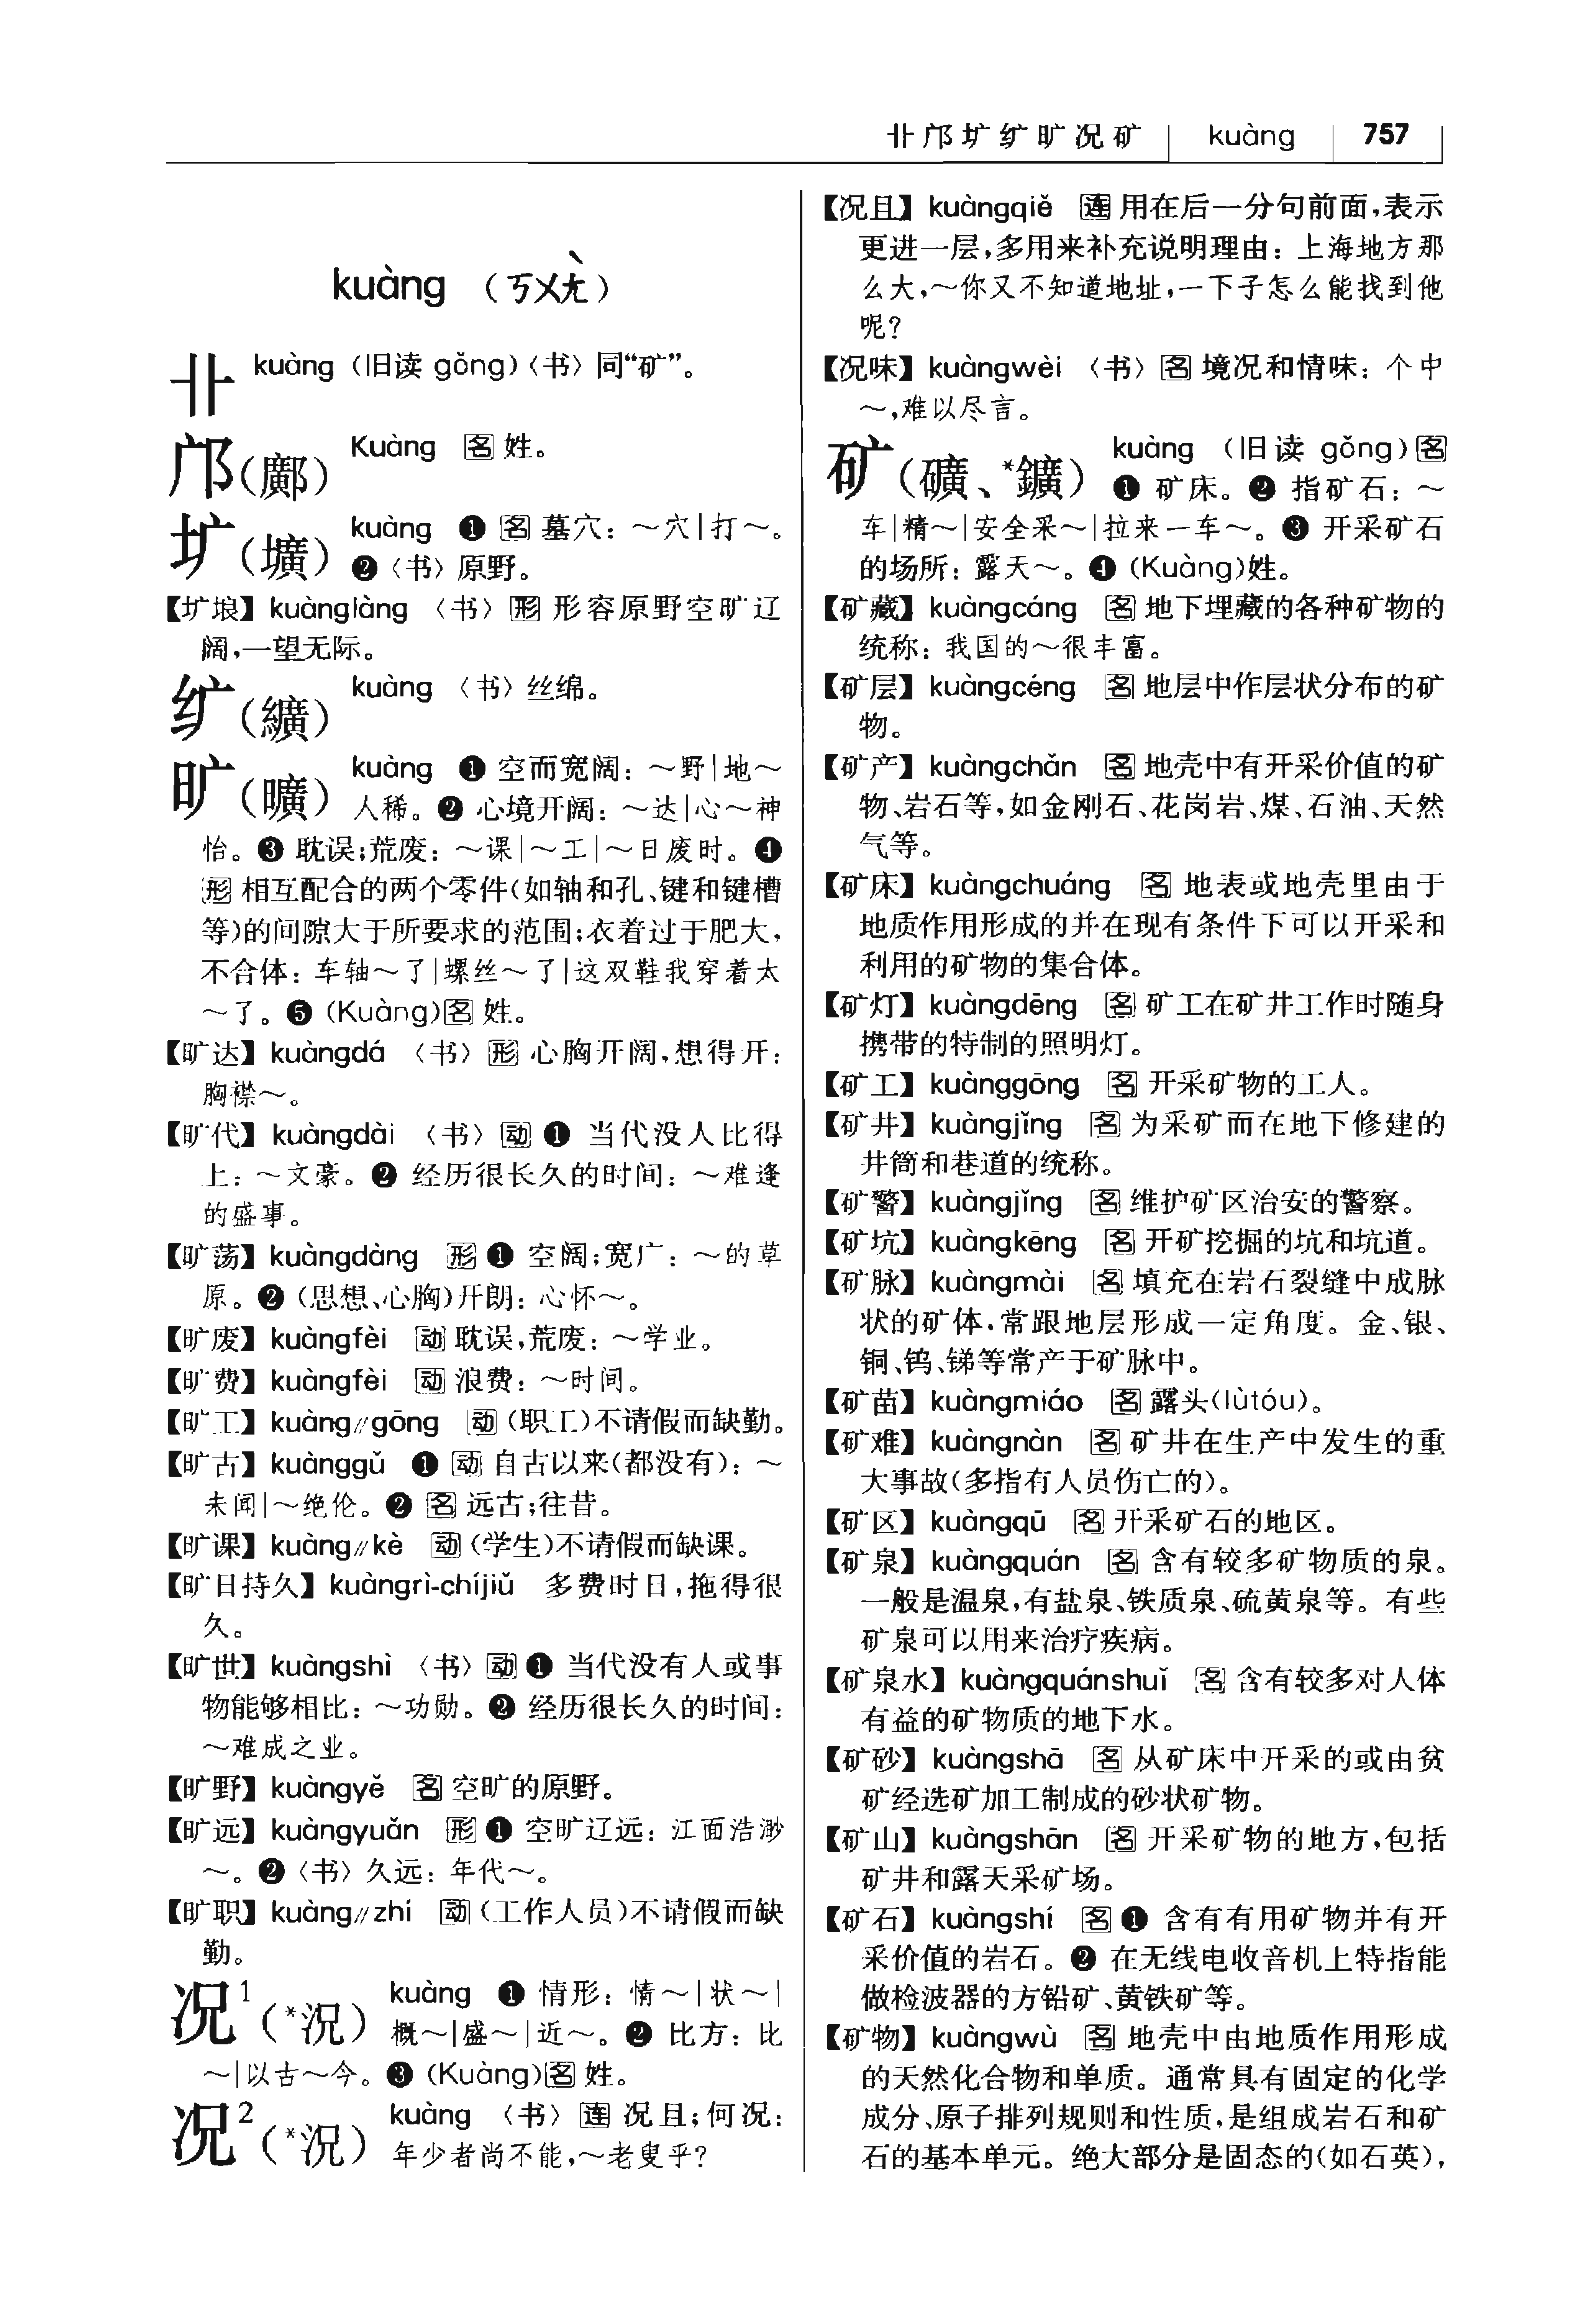 卝邝圹纩旷况矿 kuàng 757
kuàng （ㄎㄨㄤˋ）
卝 kuàng （旧读 gǒng）〈书〉同“矿”。
邝（鄺） Kuàng 名 姓。
圹（壙） kuàng ❶ 名 墓穴：～穴|打～。
❷〈书〉原野。
【圹埌】kuànglàng 〈书〉形 形容原野空旷辽
阔，一望无际。
纩（纊） kuàng 〈书〉丝绵。
旷（曠） kuàng ❶ 空而宽阔：～野|地～
人稀。❷ 心境开阔：～达|心～神
怡。❸ 耽误；荒废：～课|～工|～日废时。❹
形 相互配合的两个零件（如轴和孔、键和键槽
等）的间隙大于所要求的范围；衣着过于肥大，
不合体：车轴～了|螺丝～了|这双鞋我穿着太
～了。❺（Kuàng）名 姓。
【旷达】kuàngdá 〈书〉形 心胸开阔，想得开：
胸襟～。
【旷代】kuàngdài 〈书〉动 ❶ 当代没人比得
上：～文豪。❷ 经历很长久的时间：～难逢
的盛事。
【旷荡】kuàngdàng 形 ❶ 空阔；宽广：～的草
原。❷（思想、心胸）开朗：心怀～。
【旷废】kuàngfèi 动 耽误，荒废：～学业。
【旷费】kuàngfèi 动 浪费：～时间。
【旷工】kuàng∥gōng 动（职工）不请假而缺勤。
【旷古】kuànggǔ ❶ 动 自古以来（都没有）：～
未闻|～绝伦。❷ 名 远古；往昔。
【旷课】kuàng∥kè 动（学生）不请假而缺课。
【旷日持久】kuàngrì-chíjiǔ 多费时日，拖得很
久。
【旷世】kuàngshì 〈书〉动 ❶ 当代没有人或事
物能够相比：～功勋。❷ 经历很长久的时间：
～难成之业。
【旷野】kuàngyě 名 空旷的原野。
【旷远】kuàngyuǎn 形 ❶ 空旷辽远：江面浩渺
～。❷〈书〉久远：年代～。
【旷职】kuàng∥zhí 动（工作人员）不请假而缺
勤。
况¹（*況） kuàng ❶ 情形：情～|状～|
概～|盛～|近～。❷ 比方：比
～|以古～今。❸（Kuàng）名 姓。
况²（*況） kuàng 〈书〉连 况且；何况：
年少者尚不能，～老叟乎？
【况且】kuàngqiě 连 用在后一分句前面，表示
更进一层，多用来补充说明理由：上海地方那
么大，～你又不知道地址，一下子怎么能找到他
呢？
【况味】kuàngwèi 〈书〉名 境况和情味：个中
～，难以尽言。
矿（礦、*鑛） kuàng （旧读 gǒng）名
❶ 矿床。❷ 指矿石：～
车|精～|安全采～|拉来一车～。❸ 开采矿石
的场所：露天～。❹（Kuàng）姓。
【矿藏】kuàngcáng 名 地下埋藏的各种矿物的
统称：我国的～很丰富。
【矿层】kuàngcéng 名 地层中作层状分布的矿
物。
【矿产】kuàngchǎn 名 地壳中有开采价值的矿
物、岩石等，如金刚石、花岗岩、煤、石油、天然
气等。
【矿床】kuàngchuáng 名 地表或地壳里由于
地质作用形成的并在现有条件下可以开采和
利用的矿物的集合体。
【矿灯】kuàngdēng 名 矿工在矿井工作时随身
携带的特制的照明灯。
【矿工】kuànggōng 名 开采矿物的工人。
【矿井】kuàngjǐng 名 为采矿而在地下修建的
井筒和巷道的统称。
【矿警】kuàngjǐng 名 维护矿区治安的警察。
【矿坑】kuàngkēng 名 开矿挖掘的坑和坑道。
【矿脉】kuàngmài 名 填充在岩石裂缝中成脉
状的矿体，常跟地层形成一定角度。金、银、
铜、钨、锑等常产于矿脉中。
【矿苗】kuàngmiáo 名 露头（lùtóu）。
【矿难】kuàngnàn 名 矿井在生产中发生的重
大事故（多指有人员伤亡的）。
【矿区】kuàngqū 名 开采矿石的地区。
【矿泉】kuàngquán 名 含有较多矿物质的泉。
一般是温泉，有盐泉、铁质泉、硫黄泉等。有些
矿泉可以用来治疗疾病。
【矿泉水】kuàngquánshuǐ 名 含有较多对人体
有益的矿物质的地下水。
【矿砂】kuàngshā 名 从矿床中开采的或由贫
矿经选矿加工制成的砂状矿物。
【矿山】kuàngshān 名 开采矿物的地方，包括
矿井和露天采矿场。
【矿石】kuàngshí 名 ❶ 含有有用矿物并有开
采价值的岩石。❷ 在无线电收音机上特指能
做检波器的方铅矿、黄铁矿等。
【矿物】kuàngwù 名 地壳中由地质作用形成
的天然化合物和单质。通常具有固定的化学
成分、原子排列规则和性质，是组成岩石和矿
石的基本单元。绝大部分是固态的（如石英），